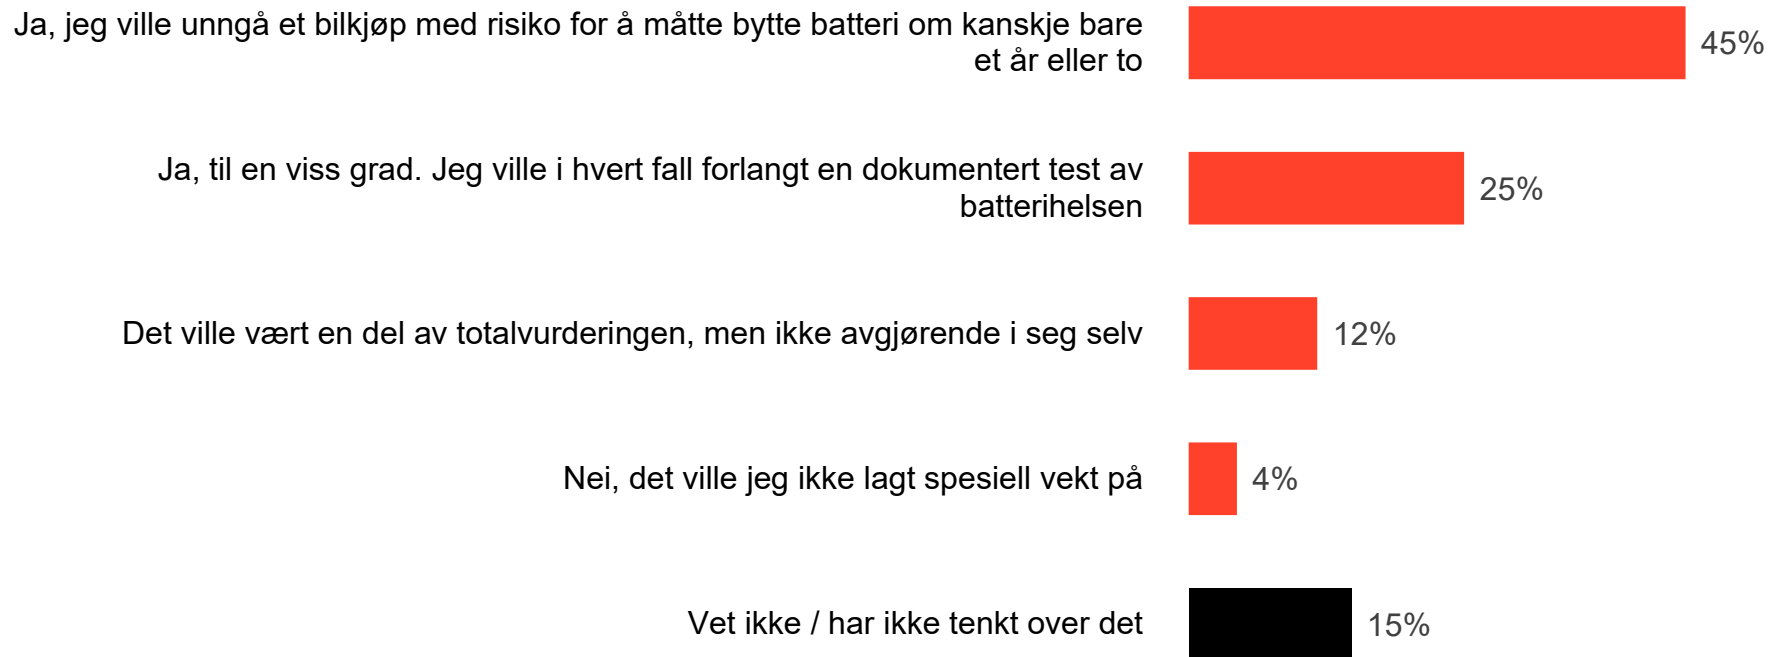 Ja, jeg ville unngå et bilkjøp med risiko for å måtte bytte batteri om kanskje bare
et år eller to
45%
Ja, til en viss grad. Jeg ville i hvert fall forlangt en dokumentert test av
batterihelsen
25%
Det ville vært en del av totalvurderingen, men ikke avgjørende i seg selv
12%
Nei, det ville jeg ikke lagt spesiell vekt på
4%
Vet ikke / har ikke tenkt over det
15%